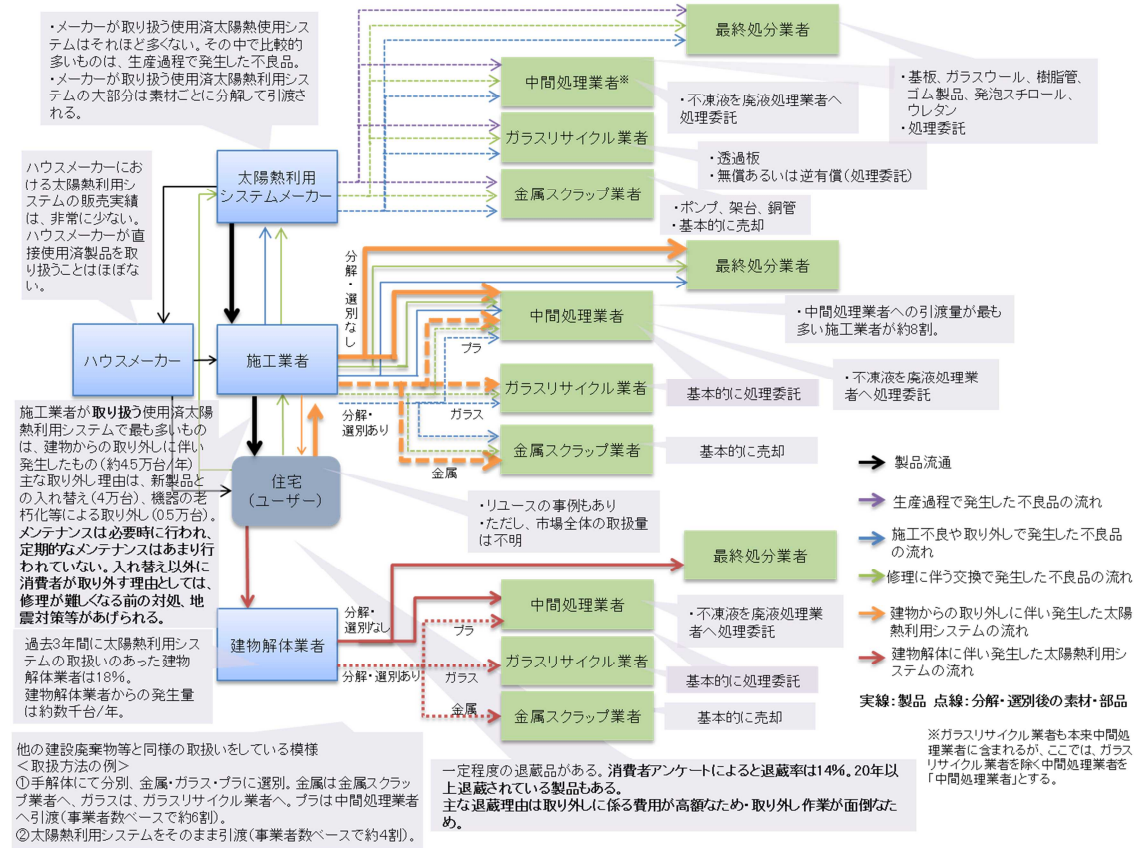 ・メーカーが取り扱う使用済太陽熱使用シ
ステムはそれほど多くない。その中で比較的
多いものは、生産過程で発生した不良品。
・メーカーが取り扱う使用済太陽熱利用シス
テムの大部分は素材ごとに分解して引渡さ
れる。
最終処分業者
中間処理業者※
・不凍液を廃液処理業者へ
処理委託
・基板、ガラスウール、樹脂管、
ゴム製品、発泡スチロール、
ウレタン
・処理委託
ガラスリサイクル業者
・透過板
・無償あるいは逆有償(処理委託)
金属スクラップ業者
・ポンプ、架台、銅管
・基本的に売却
太陽熱利用
システムメーカー
ハウスメーカーにお
ける太陽熱利用シ
ステムの販売実績
は、非常に少ない。
ハウスメーカーが直
接使用済製品を取
り扱うことはほぼな
い。
分解・選別なし
最終処分業者
中間処理業者
・中間処理業者への引渡量が最も
多い施工業者が約8割。
プラ
・不凍液を廃液処理業
者へ処理委託
ハウスメーカー
施工業者
ガラスリサイクル業者
基本的に処理委託
分解・
選別あり
ガラス
金属スクラップ業者
基本的に売却
金属
施工業者が取り扱う使用済太陽
熱利用システムで最も多いもの
は、建物からの取り外しに伴い
発生したもの(約4.5万台/年)
主な取り外し理由は、新製品と
の入れ替え(4万台)、機器の老
朽化等による取り外し(0.5万台)。
メンテナンスは必要時に行われ、
定期的なメンテナンスはあまり行
われていない。入れ替え以外に
消費者が取り外す理由としては、
修理が難しくなる前の対処、地
震対策等があげられる。
住宅
(ユーザー)
・リユースの事例もあり
・ただし、市場全体の取扱量
は不明
製品流通
生産過程で発生した不良品の流れ
施工不良や取り外しで発生した不良品
の流れ
修理に伴う交換で発生した不良品の流れ
建物からの取り外しに伴い発生した太陽
熱利用システムの流れ
建物解体に伴い発生した太陽熱利用シ
ステムの流れ
実線:製品 点線:分解・選別後の素材・部品
※ガラスリサイクル業者も本来中間処
理業者に含まれるが、ここでは、ガラス
リサイクル業者を除く中間処理業者を
「中間処理業者」とする。
最終処分業者
中間処理業者
・不凍液を廃液処理業
者へ処理委託
分解・
選別なし
プラ
建物解体業者
ガラスリサイクル業者
基本的に処理委託
分解・選別あり
ガラス
金属
金属スクラップ業者
基本的に売却
過去3年間に太陽熱利用シス
テムの取扱いのあった建物
解体業者は18%。
建物解体業者からの発生量
は約数千台/年。
他の建設廃棄物等と同様の取扱いをしている模様
<取扱方法の例>
①手解体にて分別、金属・ガラス・プラに選別。金属は金属スクラッ
プ業者へ、ガラスは、ガラスリサイクル業者へ。プラは中間処理業者
へ引渡(事業者数ベースで約6割)。
②太陽熱利用システムをそのまま引渡(事業者数ベースで約4割)。
一定程度の退蔵品がある。消費者アンケートによると退蔵率は14%。20年以
上退蔵されている製品もある。
主な退蔵理由は取り外しに係る費用が高額なため・取り外し作業が面倒なた
め。